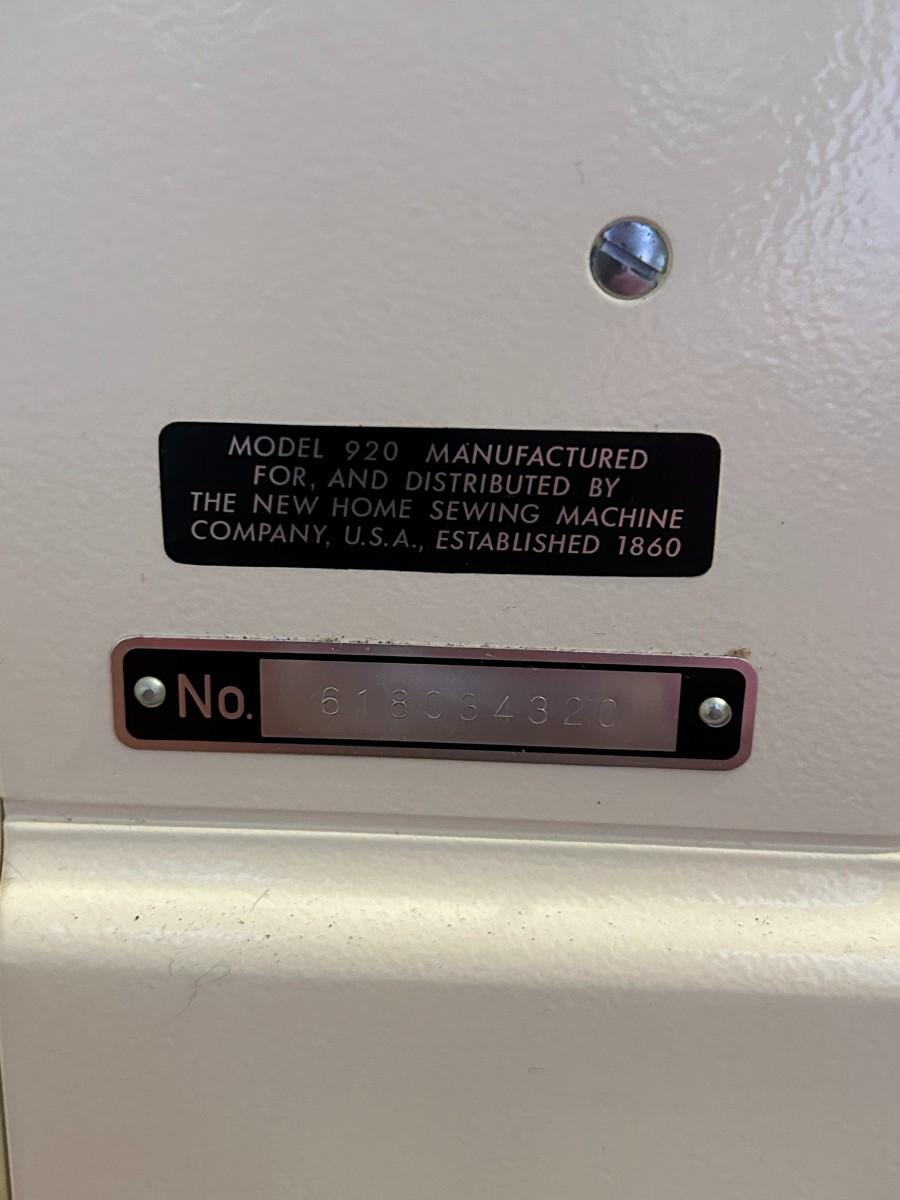 MODEL 920 MANUFACTURED
FOR, AND DISTRIBUTED BY
THE NEW HOME SEWING MACHINE
COMPANY, U.S.A., ESTABLISHED 1860
No. 618034320